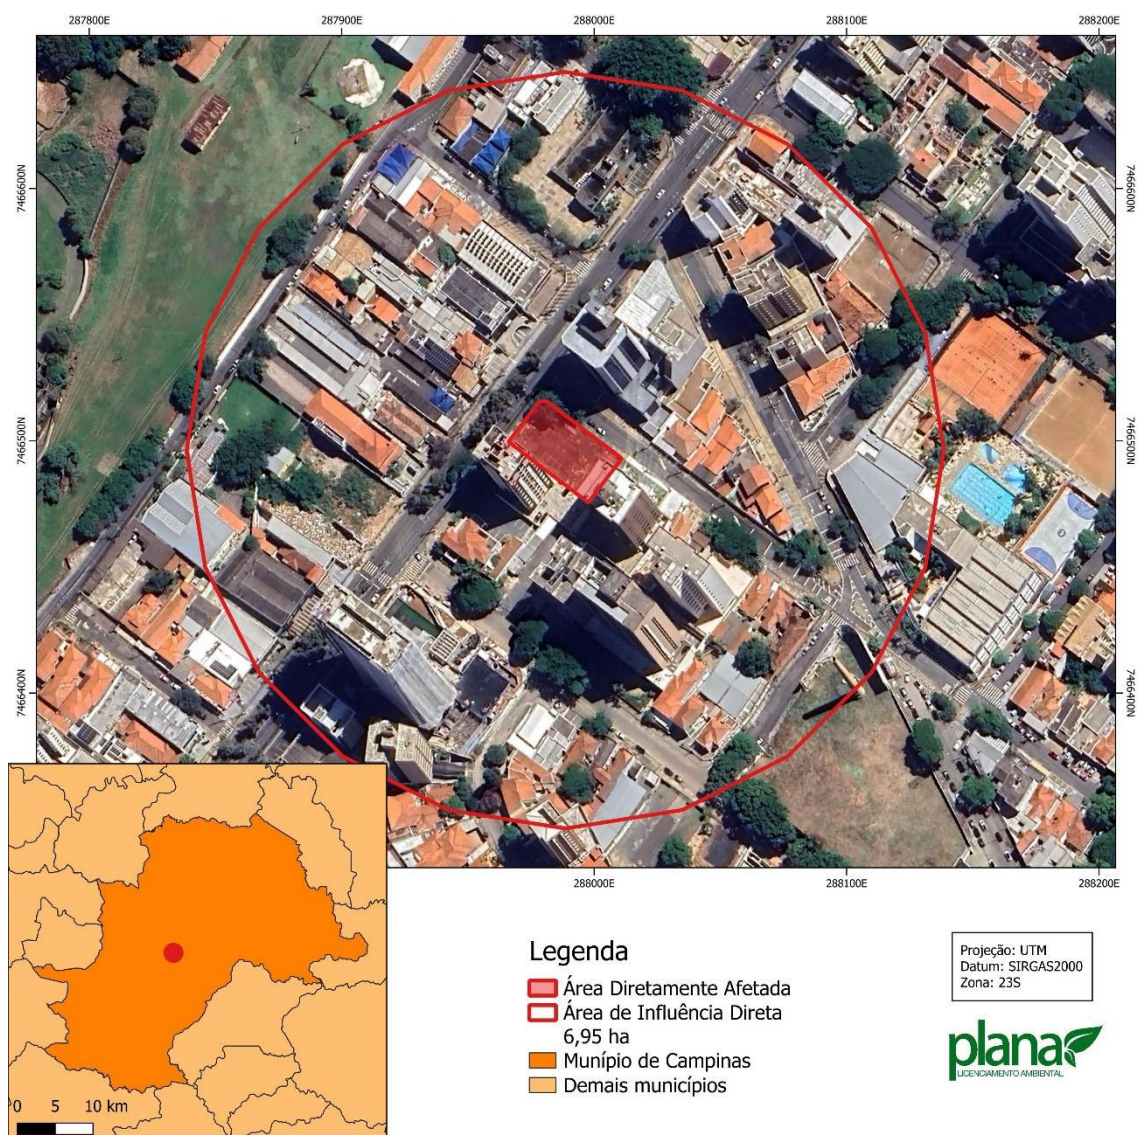 287800E 287900E 288000E 288100E 288200E
7466600N 7466600N
7466500N 7466500N
7466400N 7466400N
288000E 288100E 288200E
Legenda
Área Diretamente Afetada
Área de Influência Direta
6,95 ha
Munípio de Campinas
Demais municípios
Projeção: UTM
Datum: SIRGAS2000
Zona: 23S
plana
LICENCIAMENTO AMBIENTAL
0 5 10 km